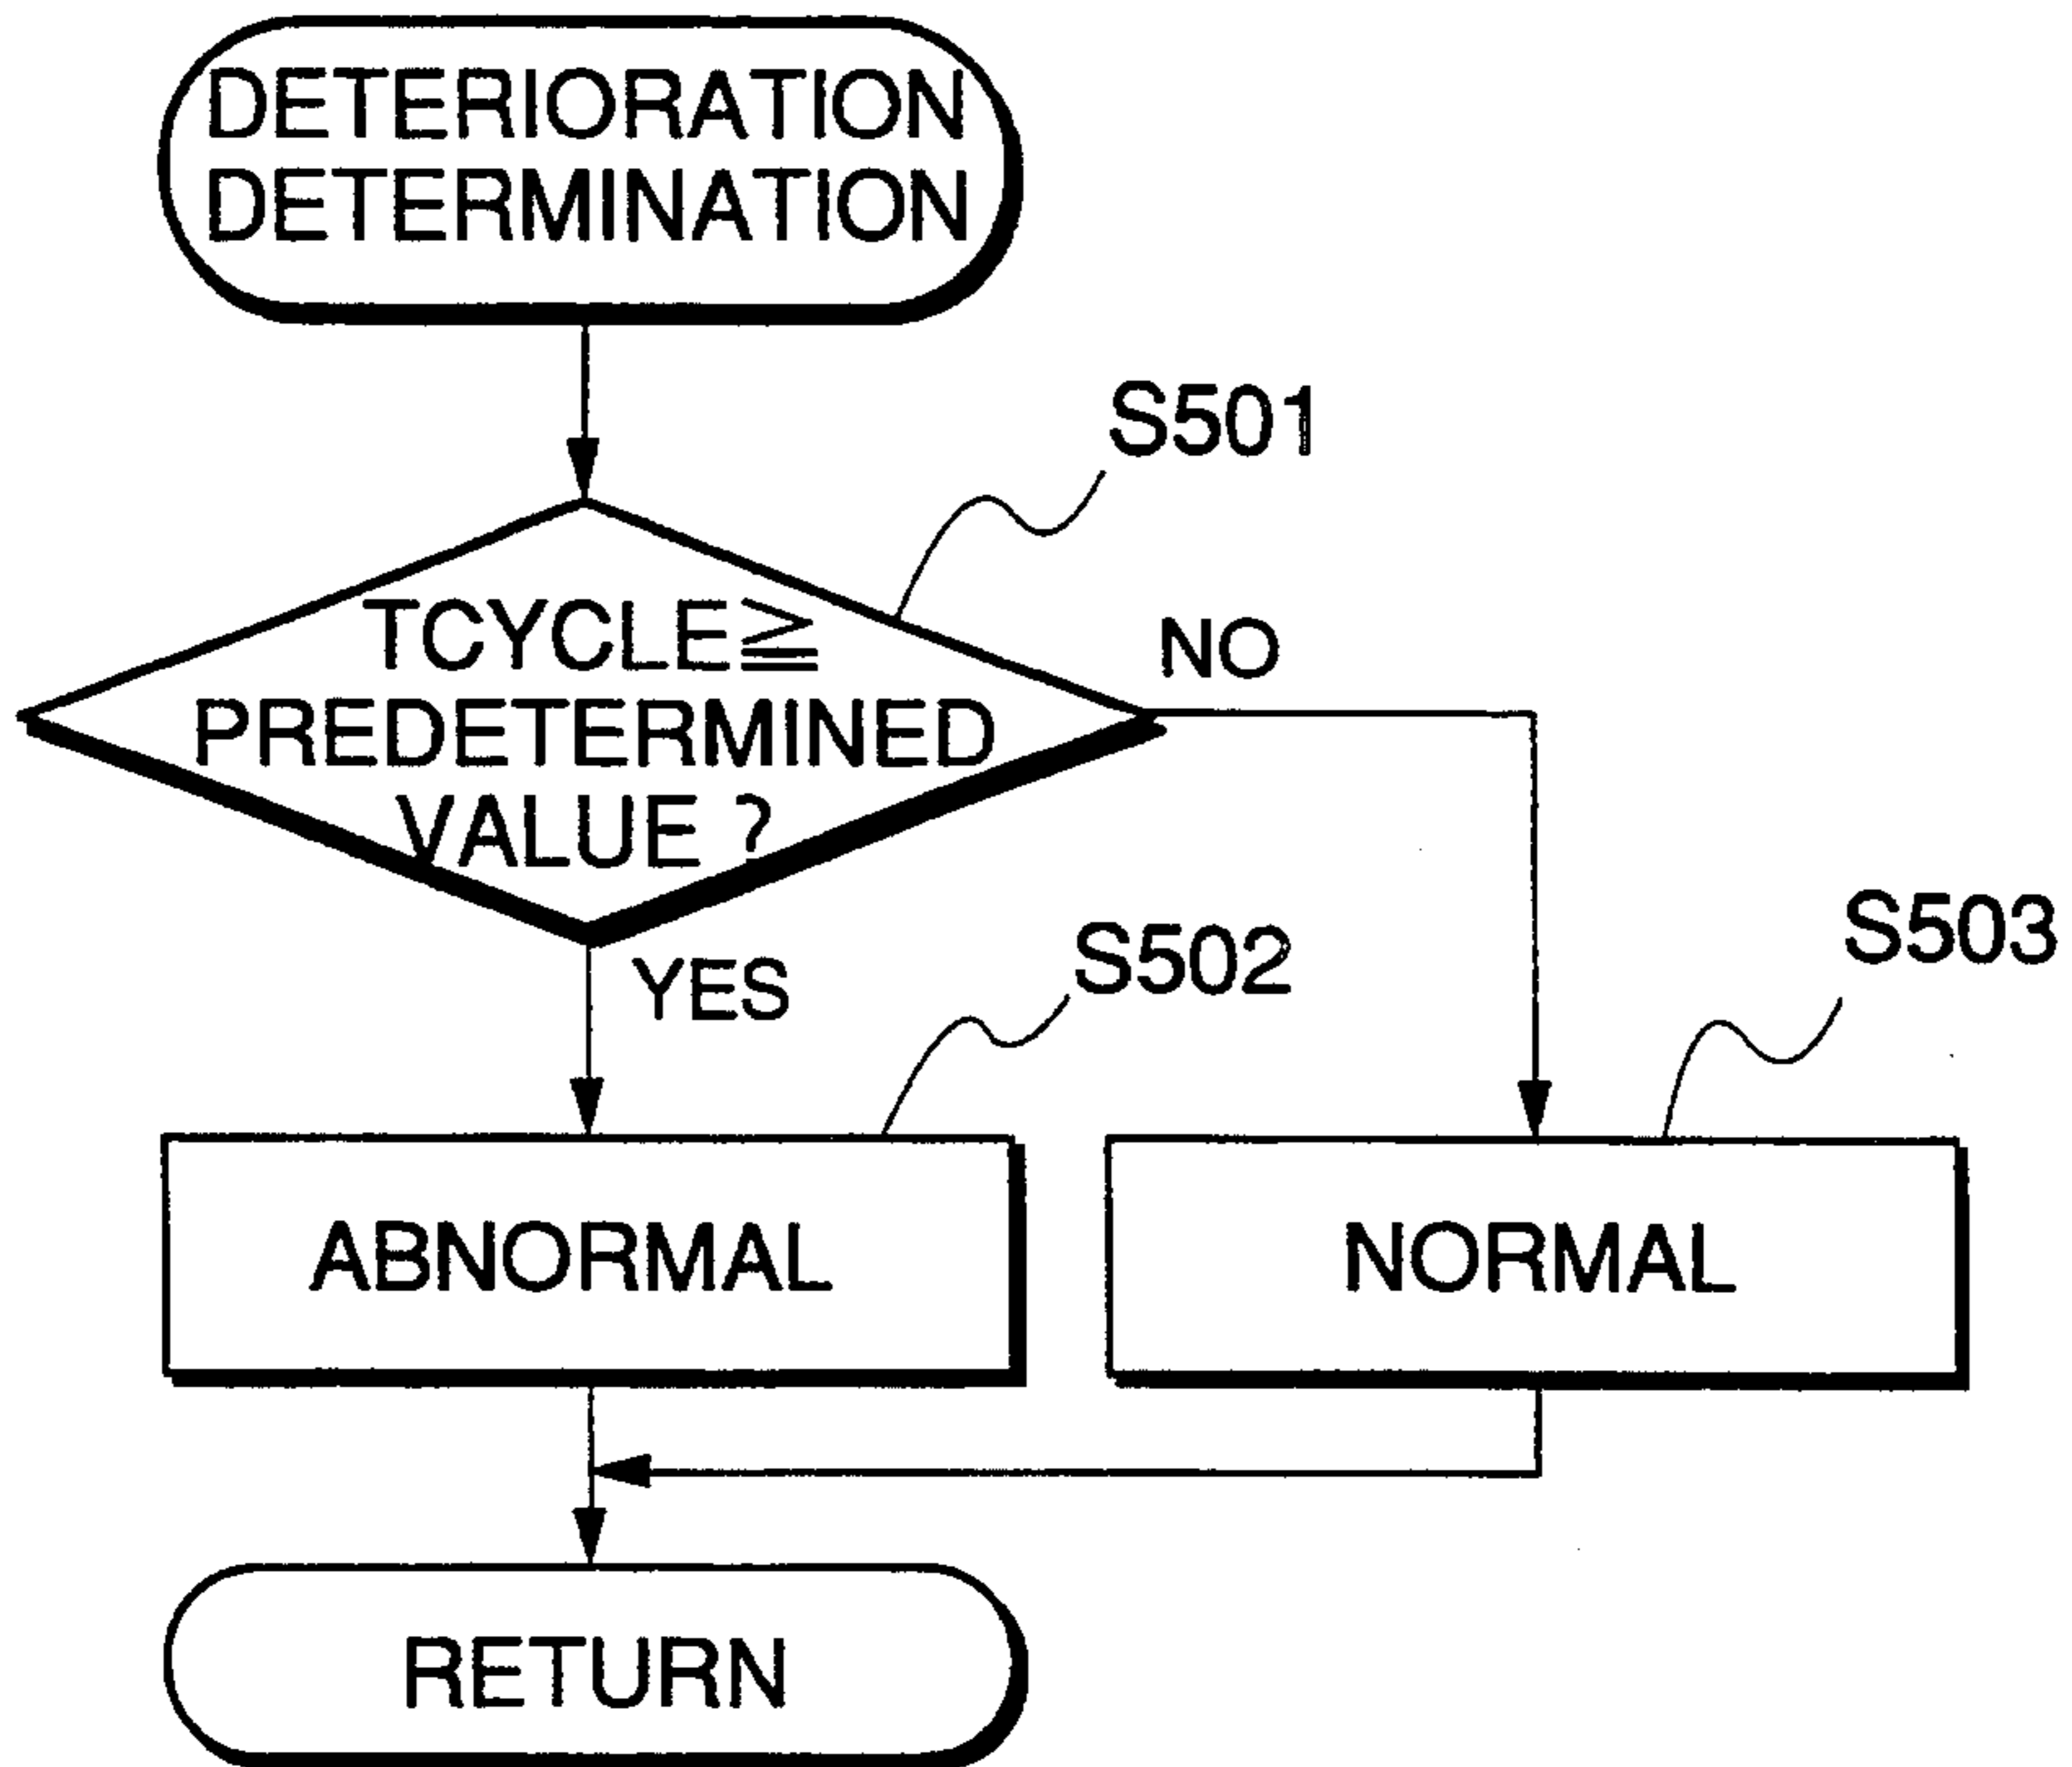 DETERIORATION
DETERMINATION
S501
TCYCLE≧
PREDETERMINED
VALUE ?
NO
YES
S502
S503
ABNORMAL
NORMAL
RETURN